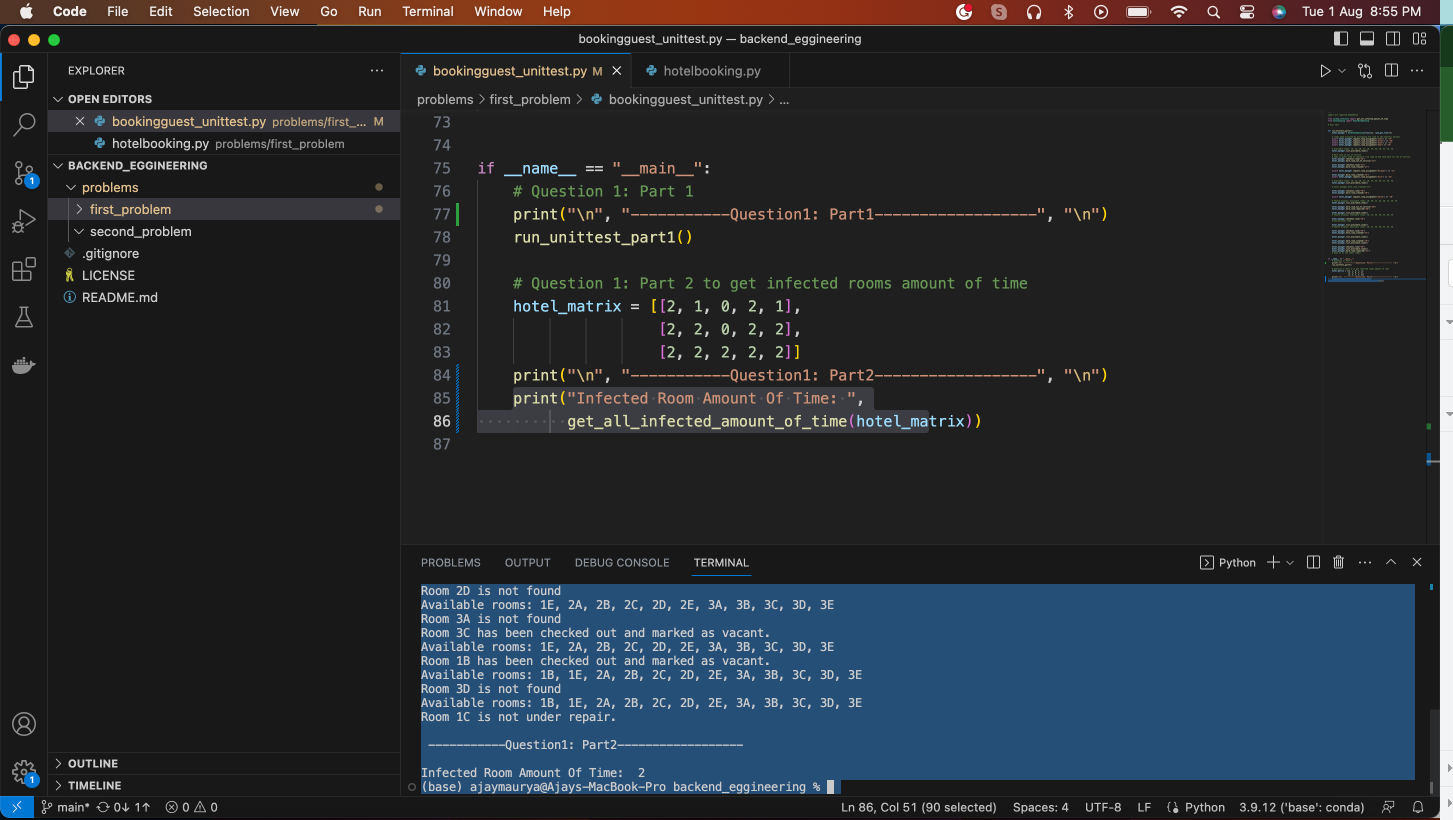 Code File Edit Selection View Go Run Terminal Window Help Tue 1 Aug 8:55 PM
bookingguest_unittest.py — backend_eggineering
EXPLORER
OPEN EDITORS
bookingguest_unittest.py problems/first_... M
hotelbooking.py problems/first_problem
BACKEND_EGGINEERING
problems
first_problem
second_problem
.gitignore
LICENSE
README.md
OUTLINE
TIMELINE
bookingguest_unittest.py M hotelbooking.py
problems > first_problem > bookingguest_unittest.py > ...
73
74
75 if __name__ == "__main__":
76 # Question 1: Part 1
77 print("\n", "-----------Question1: Part1------------------", "\n")
78 run_unittest_part1()
79
80 # Question 1: Part 2 to get infected rooms amount of time
81 hotel_matrix = [[2, 1, 0, 2, 1],
82 [2, 2, 0, 2, 2],
83 [2, 2, 2, 2, 2]]
84 print("\n", "-----------Question1: Part2------------------", "\n")
85 print("Infected Room Amount Of Time: ",
86 get_all_infected_amount_of_time(hotel_matrix))
87
PROBLEMS OUTPUT DEBUG CONSOLE TERMINAL Python
Room 2D is not found
Available rooms: 1E, 2A, 2B, 2C, 2D, 2E, 3A, 3B, 3C, 3D, 3E
Room 3A is not found
Room 3C has been checked out and marked as vacant.
Available rooms: 1E, 2A, 2B, 2C, 2D, 2E, 3A, 3B, 3C, 3D, 3E
Room 1B has been checked out and marked as vacant.
Available rooms: 1B, 1E, 2A, 2B, 2C, 2D, 2E, 3A, 3B, 3C, 3D, 3E
Room 3D is not found
Available rooms: 1B, 1E, 2A, 2B, 2C, 2D, 2E, 3A, 3B, 3C, 3D, 3E
Room 1C is not under repair.
-----------Question1: Part2------------------
Infected Room Amount Of Time:  2
(base) ajaymaurya@Ajays-MacBook-Pro backend_eggineering %
1
1
main* 0↓ 1↑ 0 0 Ln 86, Col 51 (90 selected) Spaces: 4 UTF-8 LF Python 3.9.12 ('base': conda)